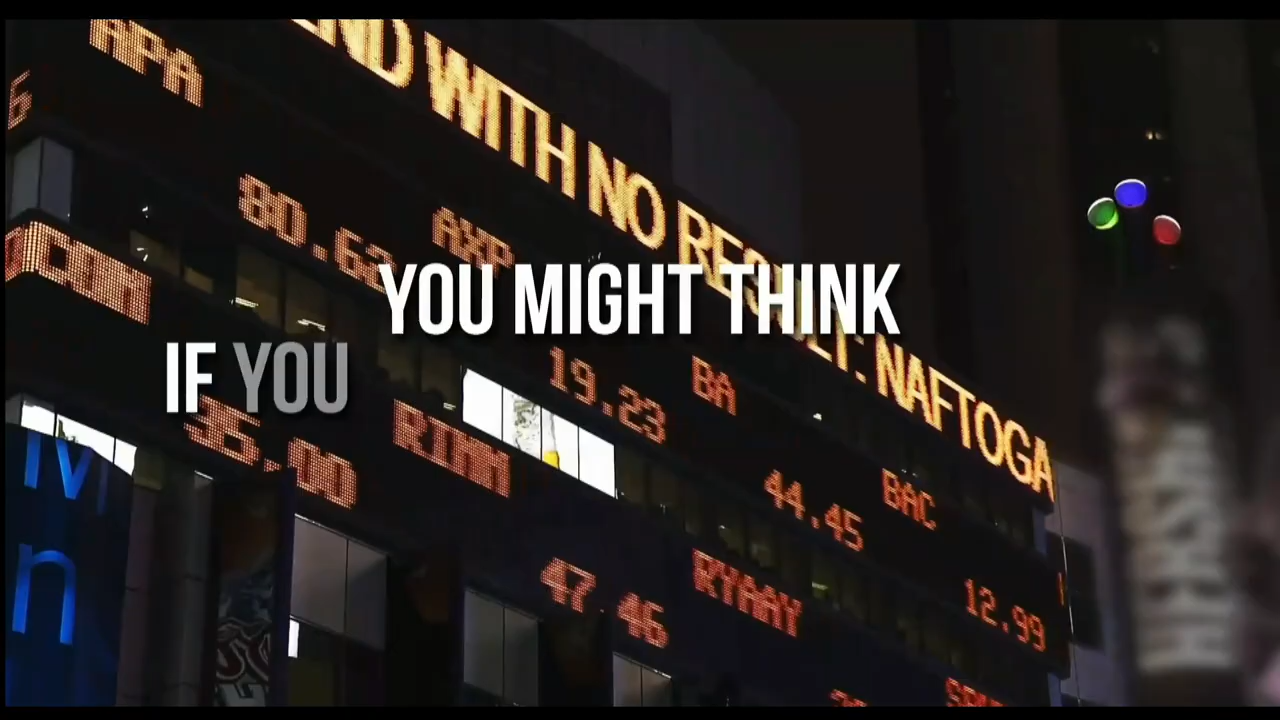 YOU MIGHT THINK
IF YOU
APA
80.62
AXP
19.23
BA
35.00
RIMM
44.45
BAC
47.46
RYAAY
12.99
WITH NO
NAFTOGA
n